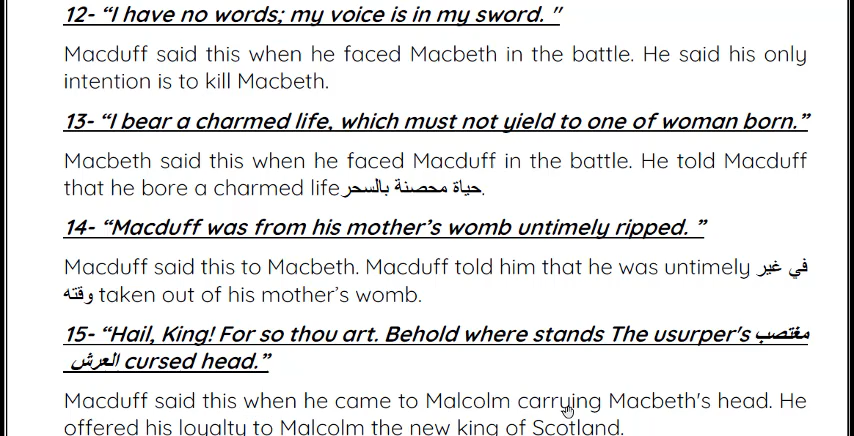 12- “I have no words; my voice is in my sword. ”
Macduff said this when he faced Macbeth in the battle. He said his only
intention is to kill Macbeth.
13- “I bear a charmed life, which must not yield to one of woman born.”
Macbeth said this when he faced Macduff in the battle. He told Macduff
that he bore a charmed life حياة محصنة بالسحر.
14- “Macduff was from his mother’s womb untimely ripped. ”
Macduff said this to Macbeth. Macduff told him that he was untimely في غير
وقته taken out of his mother’s womb.
15- “Hail, King! For so thou art. Behold where stands The usurper's مغتصب
العرش cursed head.”
Macduff said this when he came to Malcolm carrying Macbeth's head. He
offered his loyalty to Malcolm the new king of Scotland.